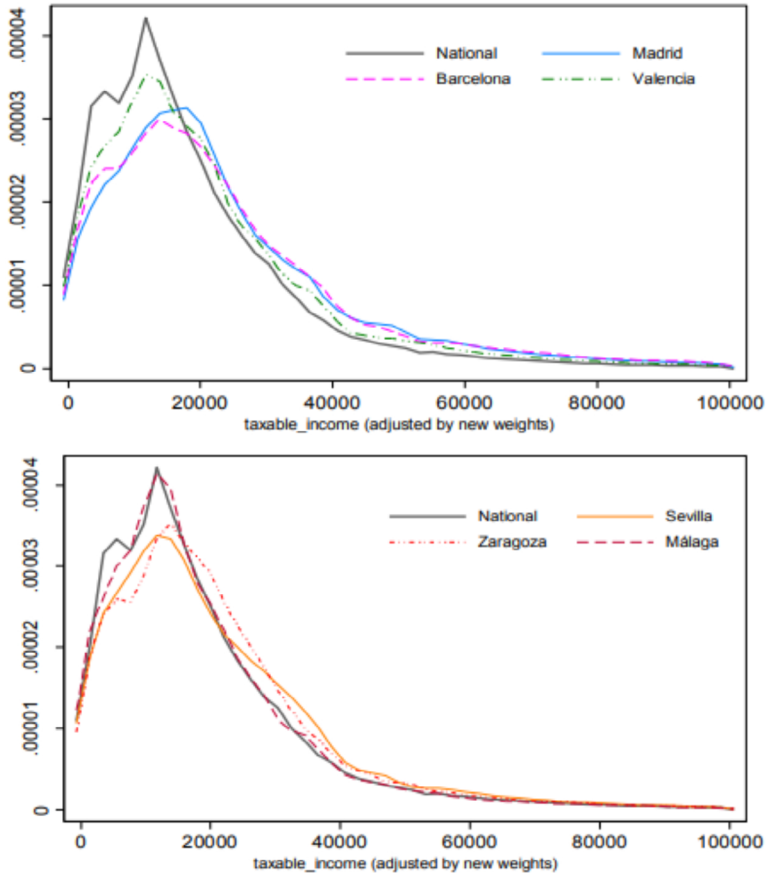 .00004
.00003
.00002
.00001
0
National
Madrid
Barcelona
Valencia
0 20000 40000 60000 80000 100000
taxable_income (adjusted by new weights)
.00004
.00003
.00002
.00001
0
National
Sevilla
Zaragoza
Málaga
0 20000 40000 60000 80000 100000
taxable_income (adjusted by new weights)